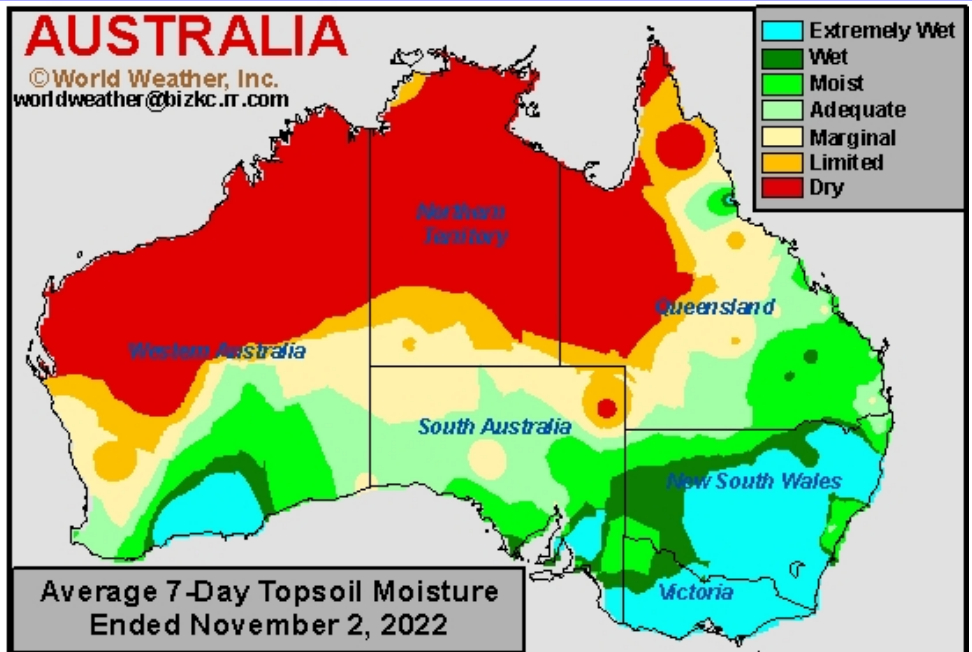 AUSTRALIA
©World Weather, Inc.
worldweather@bizkc.rr.com
Extremely Wet
Wet
Moist
Adequate
Marginal
Limited
Dry
Northern
Territory
Queensland
Western Australia
South Australia
New South Wales
Victoria
Average 7-Day Topsoil Moisture
Ended November 2, 2022